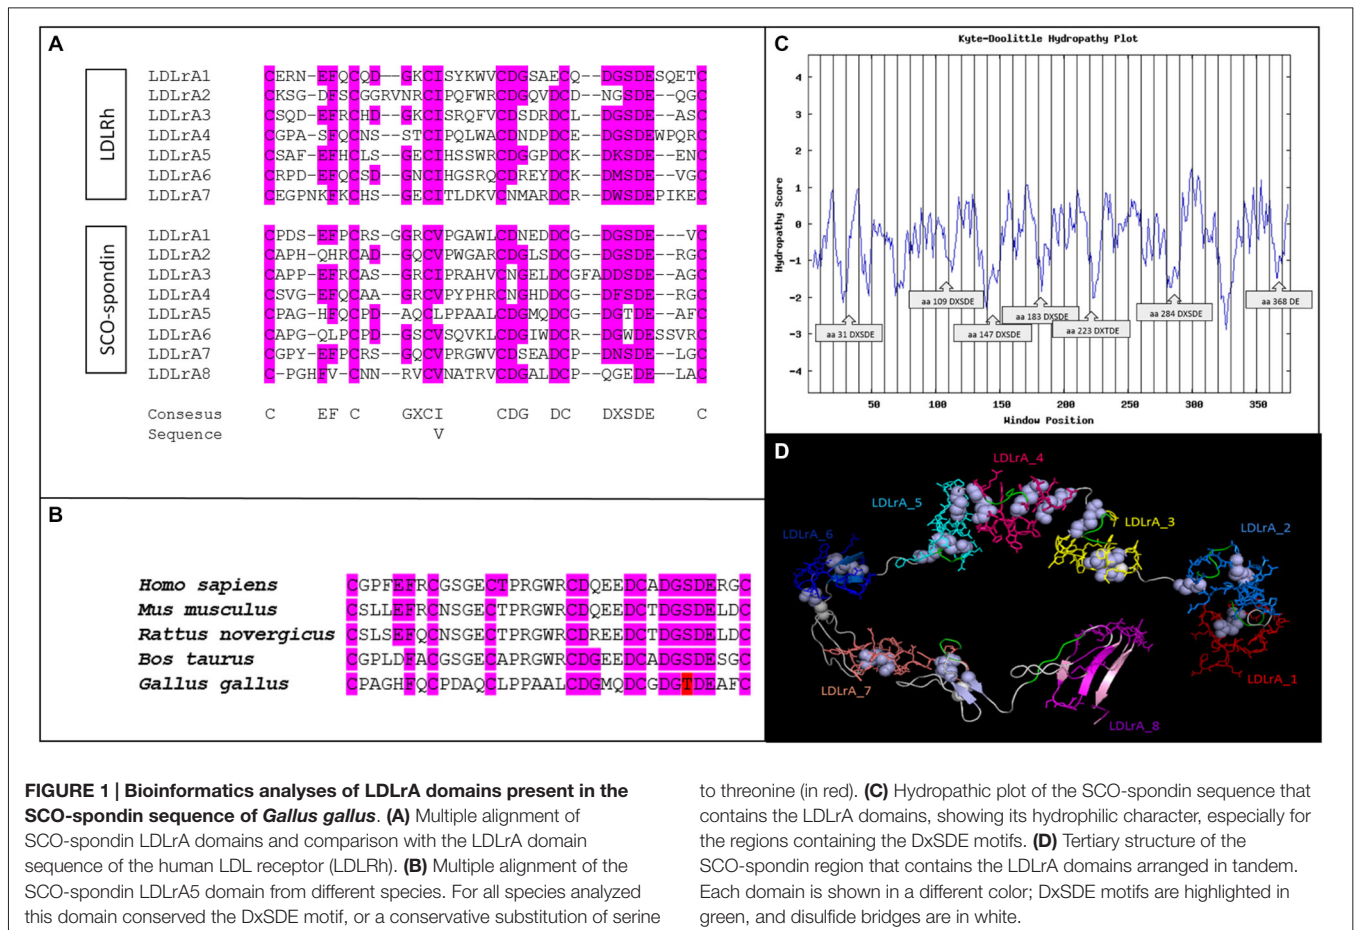 A
LDLRh
LDLrA1 CERN-EFQCQD--GKCISYKWVCDGSAECQ--DGSDESQETC
LDLrA2 CKSG-DFSCGGRVNRCIPQFWRCDGQVDCD--NGSDE--QGC
LDLrA3 CSQD-EFRCHD--GKCISRQFVCDSDRDCL--DGSDE--ASC
LDLrA4 CGPA-SFQCNS--STCIPQLWACDNDPDCE--DGSDEWPQRC
LDLrA5 CSAF-EFHCLS--GECIHSSWRCDGGPDCK--DKSDE--ENC
LDLrA6 CRPD-EFQCSD--GNCIHGSRQCDREYDCK--DMSDE--VGC
LDLrA7 CEGPNKFKCHS--GECITLDKVCNMARDCR--DWSDEPIKEC
SCO-spondin
LDLrA1 CPDS-EFPCRS-GGRCVPGAWLCDNEDDCG--DGSDE---VC
LDLrA2 CAPH-QHRCAD--GQCVPWGARCDGLSDCG--DGSDE--RGC
LDLrA3 CAPP-EFRCAS--GRCIPRAHVCNGELDCGFADDSDE--AGC
LDLrA4 CSVG-EFQCAA--GRCVPYPHRCNGHDDCG--DFSDE--RGC
LDLrA5 CPAG-HFQCPD--AQCLPPAALCDGMQDCG--DGTDE--AFC
LDLrA6 CAPG-QLPCPD--GSCVSQVKLCDGIWDCR--DGWDESSVRC
LDLrA7 CGPY-EFPCRS--GQCVPRGWVCDSEADCP--DNSDE--LGC
LDLrA8 C-PGHFV-CNN--RVCVNATRVCDGALDCP--QGEDE--LAC
Consesus C EF C GXCI CDG DC DXSDE C
Sequence V
B
Homo sapiens CGPFEFRCGSGECTPRGWRCDQEEDCADGSDERGC
Mus musculus CSLLEFRCNSGECTPRGWRCDQEEDCTDGSDELDC
Rattus novergicus CSLSEFQCNSGECTPRGWRCDREEDCTDGSDELDC
Bos taurus CGPLDFACGSGECAPRGWRCDGEEDCADGSDESGC
Gallus gallus CPAGHFQCPDAQCLPPAALCDGMQDCGDGTDEAFC
C
Kyte-Doolittle Hydropathy Plot
Hydropathy Score
4
3
2
1
0
-1
-2
-3
-4
aa 31 DXSDE
aa 109 DXSDE
aa 147 DXSDE
aa 183 DXSDE
aa 223 DXTDE
aa 284 DXSDE
aa 368 DE
50 100 150 200 250 300 350
Window Position
D
LDLrA_4
LDLrA_5
LDLrA_3
LDLrA_2
LDLrA_6
LDLrA_7
LDLrA_1
LDLrA_8
FIGURE 1 | Bioinformatics analyses of LDLrA domains present in the
SCO-spondin sequence of Gallus gallus. (A) Multiple alignment of
SCO-spondin LDLrA domains and comparison with the LDLrA domain
sequence of the human LDL receptor (LDLRh). (B) Multiple alignment of the
SCO-spondin LDLrA5 domain from different species. For all species analyzed
this domain conserved the DxSDE motif, or a conservative substitution of serine
to threonine (in red). (C) Hydropathic plot of the SCO-spondin sequence that
contains the LDLrA domains, showing its hydrophilic character, especially for
the regions containing the DxSDE motifs. (D) Tertiary structure of the
SCO-spondin region that contains the LDLrA domains arranged in tandem.
Each domain is shown in a different color; DxSDE motifs are highlighted in
green, and disulfide bridges are in white.